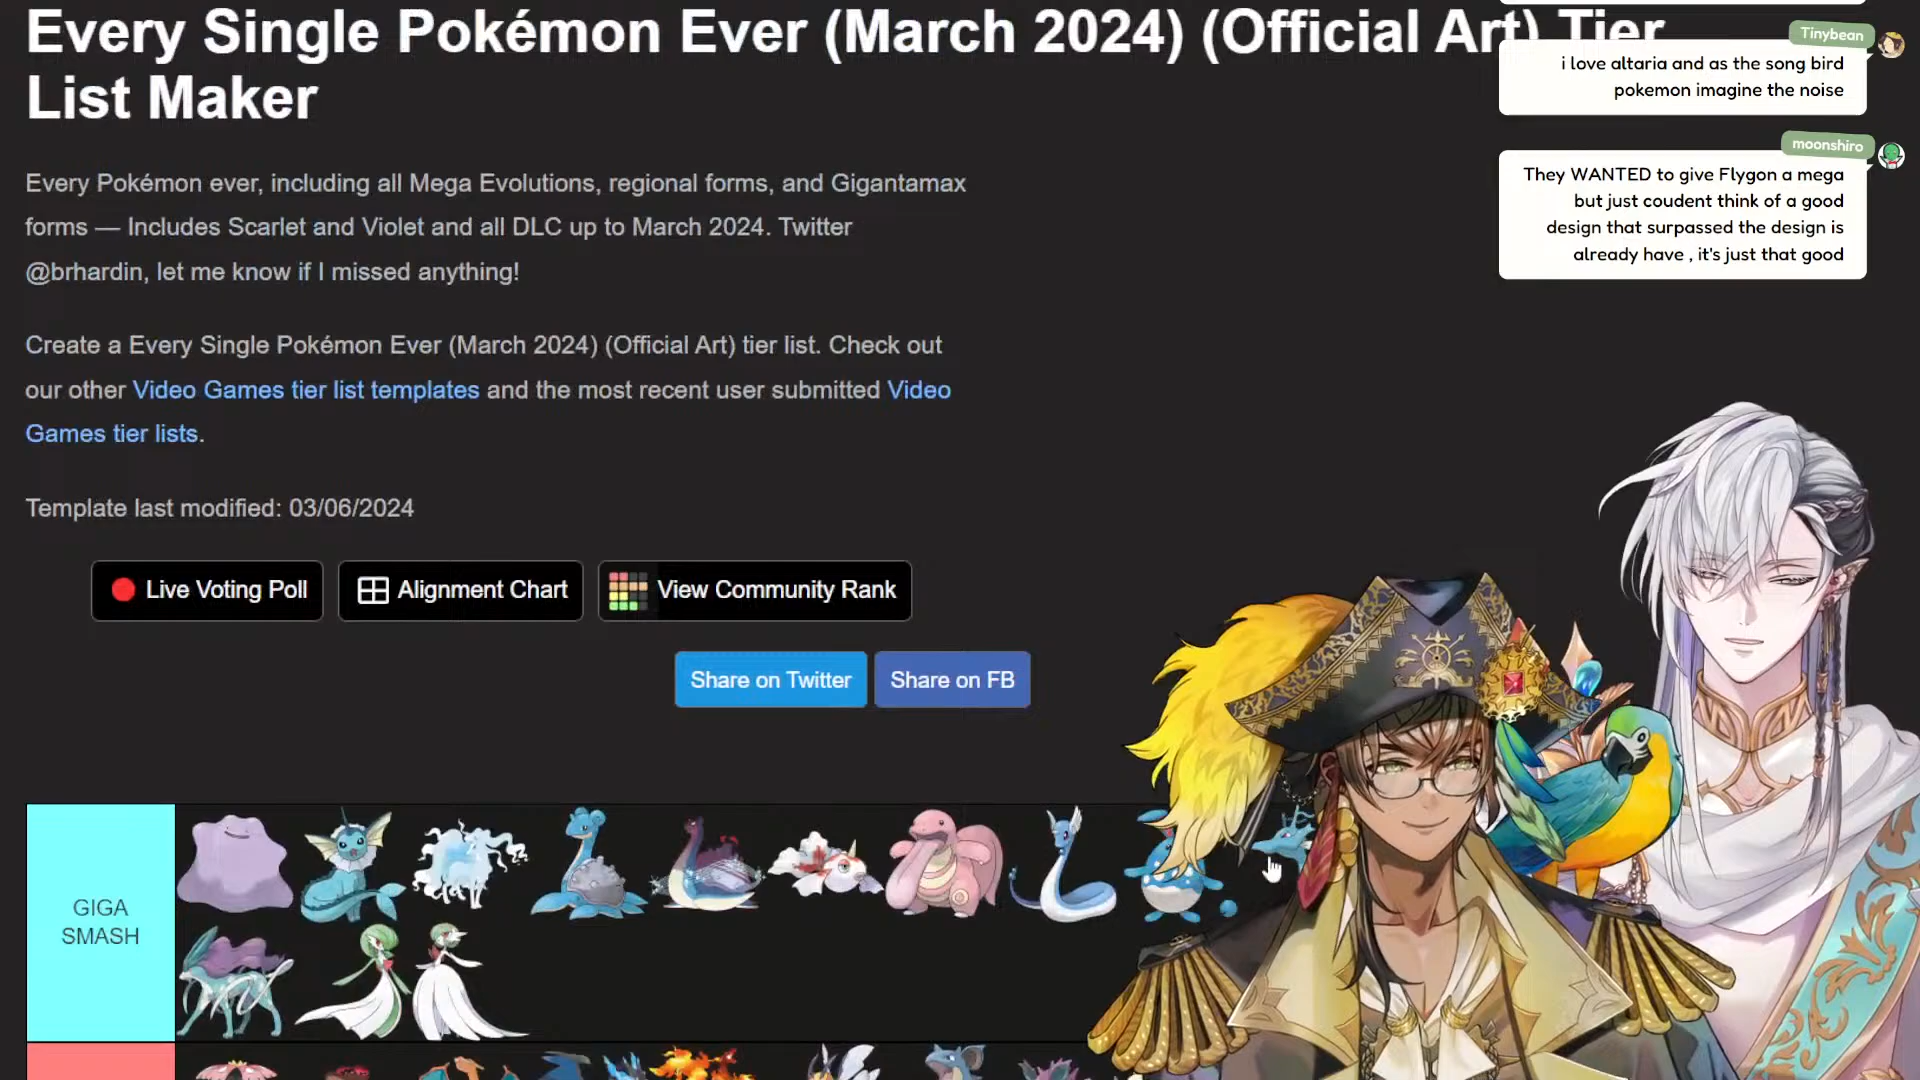 Every Single Pokémon Ever (March 2024) (Official Art) Tier
List Maker
Every Pokémon ever, including all Mega Evolutions, regional forms, and Gigantamax
forms — Includes Scarlet and Violet and all DLC up to March 2024. Twitter
@brhardin, let me know if I missed anything!
Create a Every Single Pokémon Ever (March 2024) (Official Art) tier list. Check out
our other Video Games tier list templates and the most recent user submitted Video
Games tier lists.
Template last modified: 03/06/2024
Live Voting Poll
Alignment Chart
View Community Rank
Share on Twitter
Share on FB
GIGA
SMASH
Tinybean
i love altaria and as the song bird
pokemon imagine the noise
moonshiro
They WANTED to give Flygon a mega
but just coudent think of a good
design that surpassed the design is
already have , it's just that good